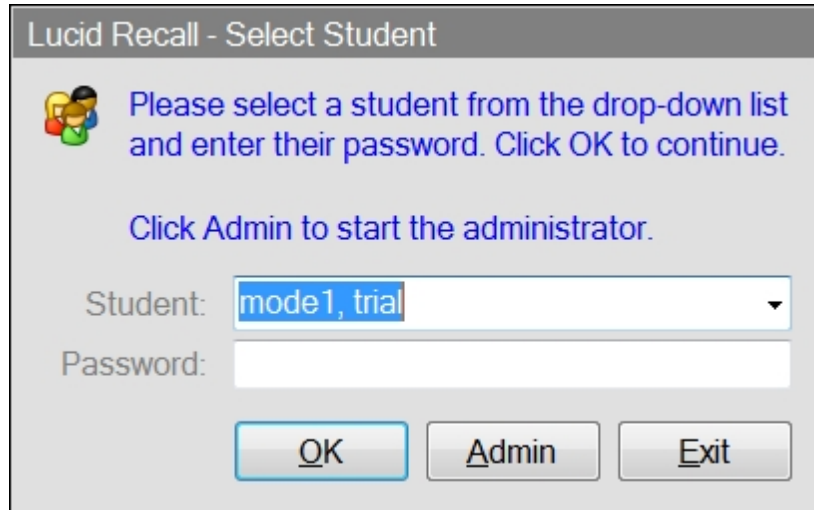 Lucid Recall - Select Student
Please select a student from the drop-down list
and enter their password. Click OK to continue.
Click Admin to start the administrator.
Student: mode1, trial
Password:
OK Admin Exit